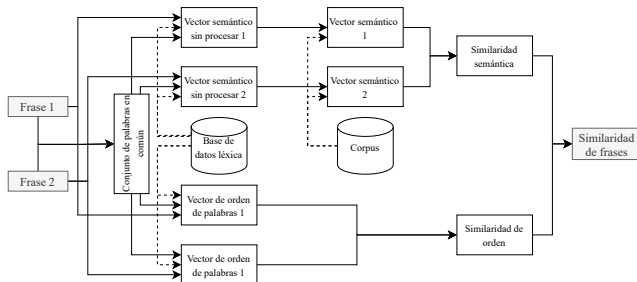 Vector semántico
sin procesar 1
Vector semántico
1
Similaridad
semántica
Vector semántico
sin procesar 2
Vector semántico
2
Frase 1
Frase 2
Conjunto de palabras en
común
Base de
datos léxica
Corpus
Similaridad
de frases
Vector de orden
de palabras 1
Similaridad
de orden
Vector de orden
de palabras 1